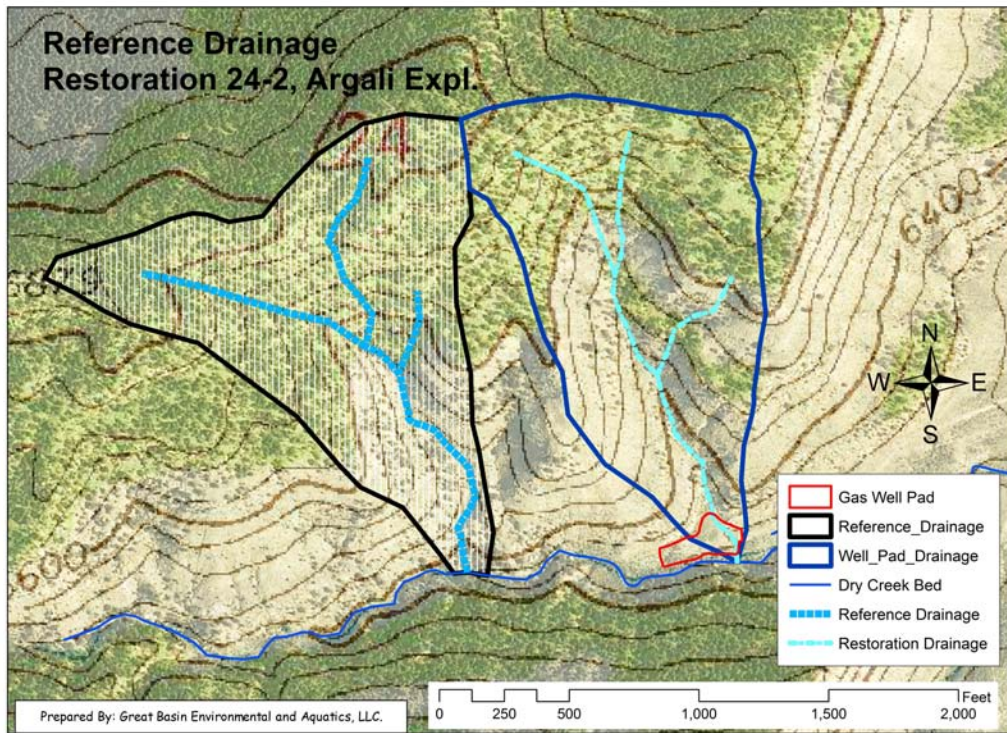 Reference Drainage
Restoration 24-2, Argali Expl.
24
6400
600
N
W E
S
Gas Well Pad
Reference_Drainage
Well_Pad_Drainage
Dry Creek Bed
Reference Drainage
Restoration Drainage
Feet
0 250 500 1,000 1,500 2,000
Prepared By: Great Basin Environmental and Aquatics, LLC.